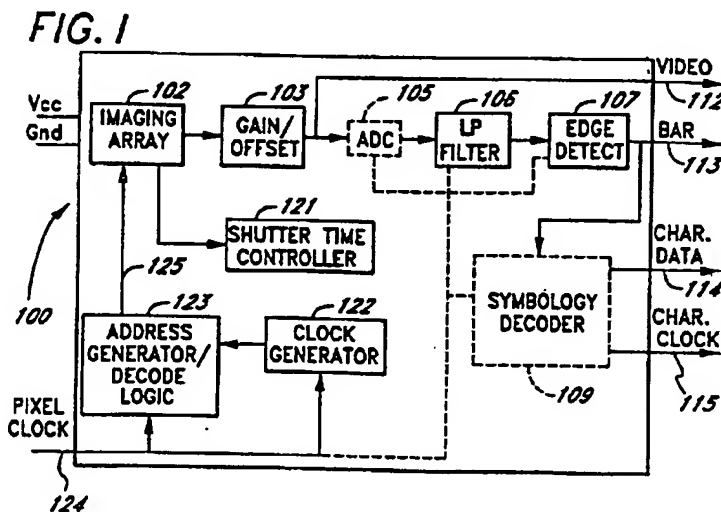 FIG. 1
102
103
105
106
107
VIDEO
112
Vcc
Gnd
IMAGING
ARRAY
GAIN/
OFFSET
ADC
LP
FILTER
EDGE
DETECT
BAR
113
121
SHUTTER TIME
CONTROLLER
125
100
123
122
ADDRESS
GENERATOR/
DECODE
LOGIC
CLOCK
GENERATOR
SYMBOLOGY
DECODER
109
CHAR.
DATA
114
CHAR.
CLOCK
115
PIXEL
CLOCK
124